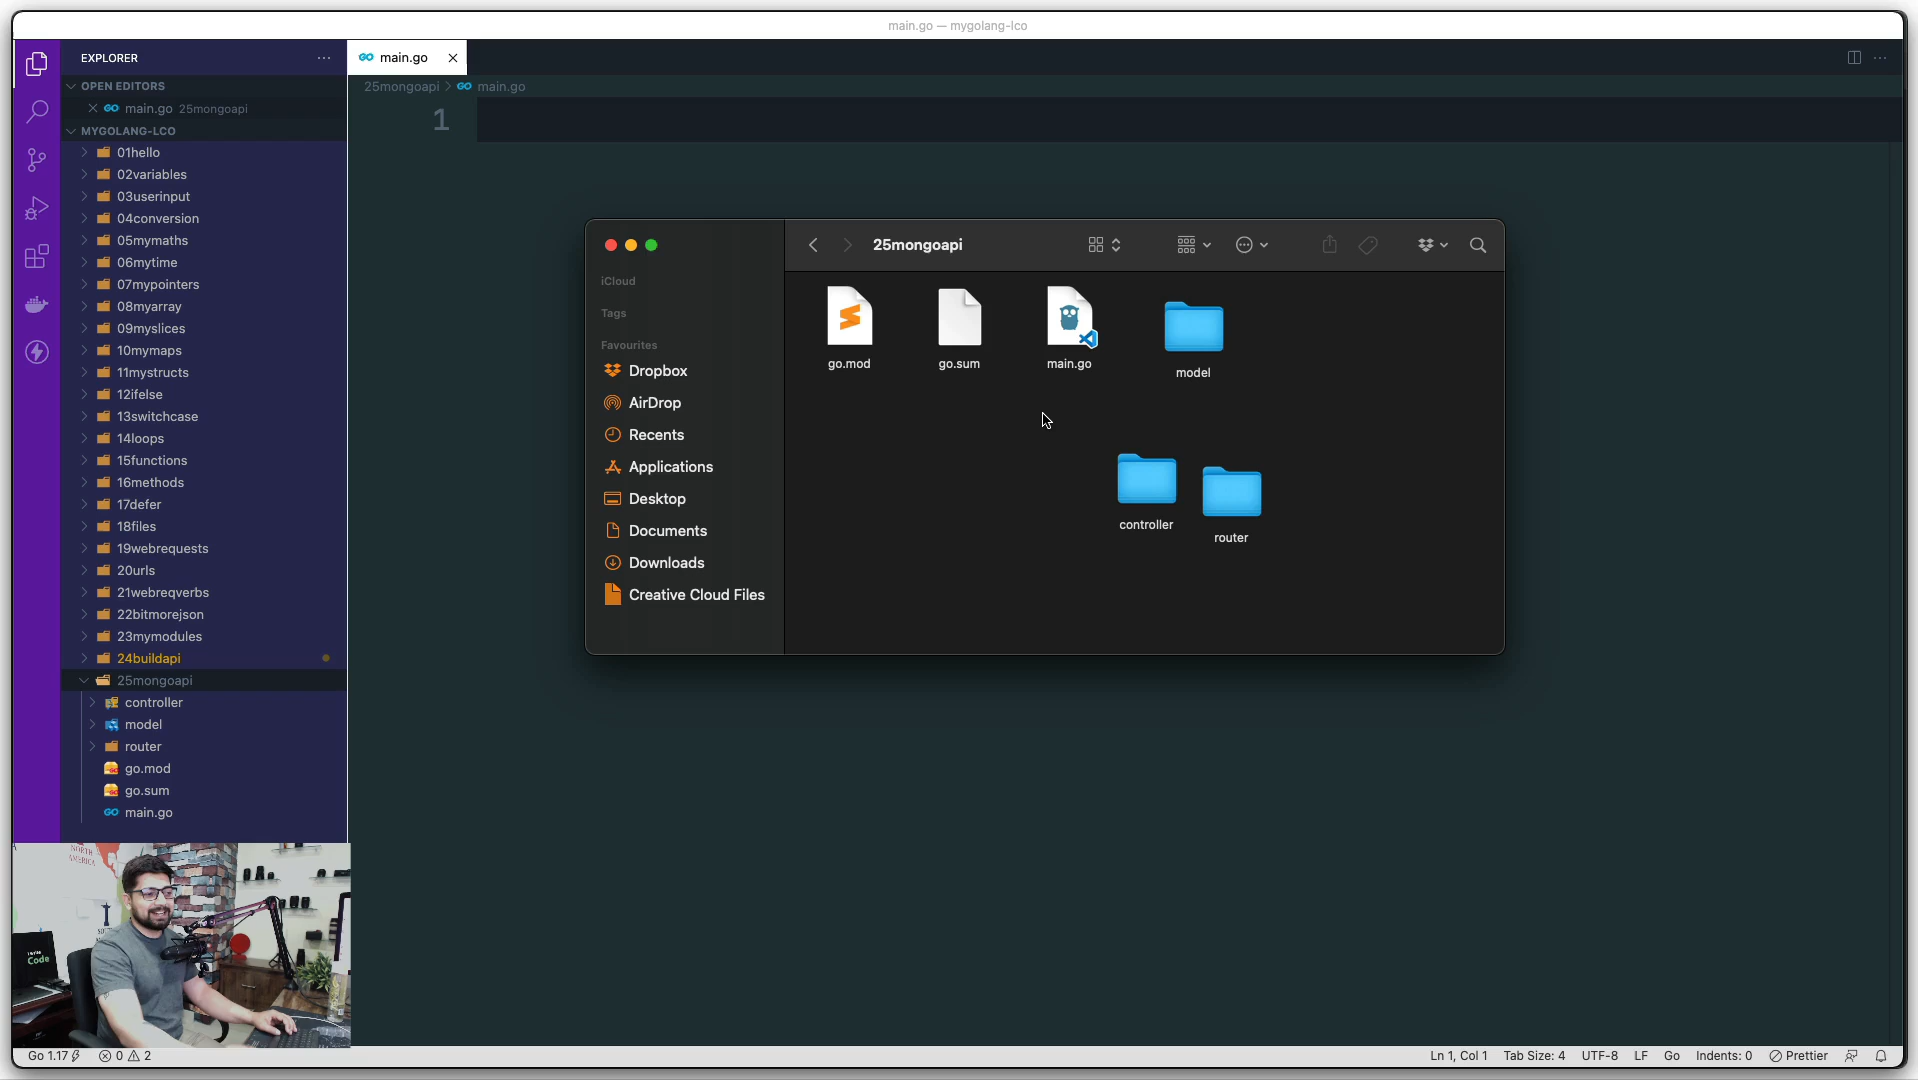 main.go — mygolang-lco
EXPLORER
main.go
OPEN EDITORS
main.go 25mongoapi
25mongoapi > main.go
1
MYGOLANG-LCO
01hello
02variables
03userinput
04conversion
05mymaths
06mytime
07mypointers
08myarray
09myslices
10mymaps
11mystructs
12ifelse
13switchcase
14loops
15functions
16methods
17defer
18files
19webrequests
20urls
21webreqverbs
22bitmorejson
23mymodules
24buildapi
25mongoapi
controller
model
router
go.mod
go.sum
main.go
25mongoapi
iCloud
Tags
Favourites
Dropbox
AirDrop
Recents
Applications
Desktop
Documents
Downloads
Creative Cloud Files
go.mod
go.sum
main.go
model
controller
router
NORTH
AMERICA
Code
Go 1.17
0
2
Ln 1, Col 1
Tab Size: 4
UTF-8
LF
Go
Indents: 0
Prettier